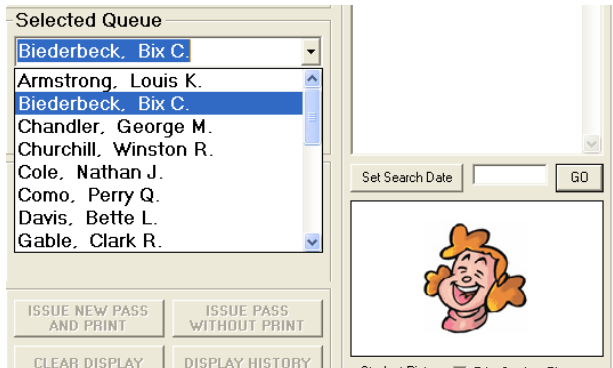 Selected Queue
Biederbeck, Bix C.
Armstrong, Louis K.
Biederbeck, Bix C.
Chandler, George M.
Churchill, Winston R.
Cole, Nathan J.
Como, Perry Q.
Davis, Bette L.
Gable, Clark R.
Set Search Date
GO
ISSUE NEW PASS
AND PRINT
ISSUE PASS
WITHOUT PRINT
CLEAR DISPLAY
DISPLAY HISTORY